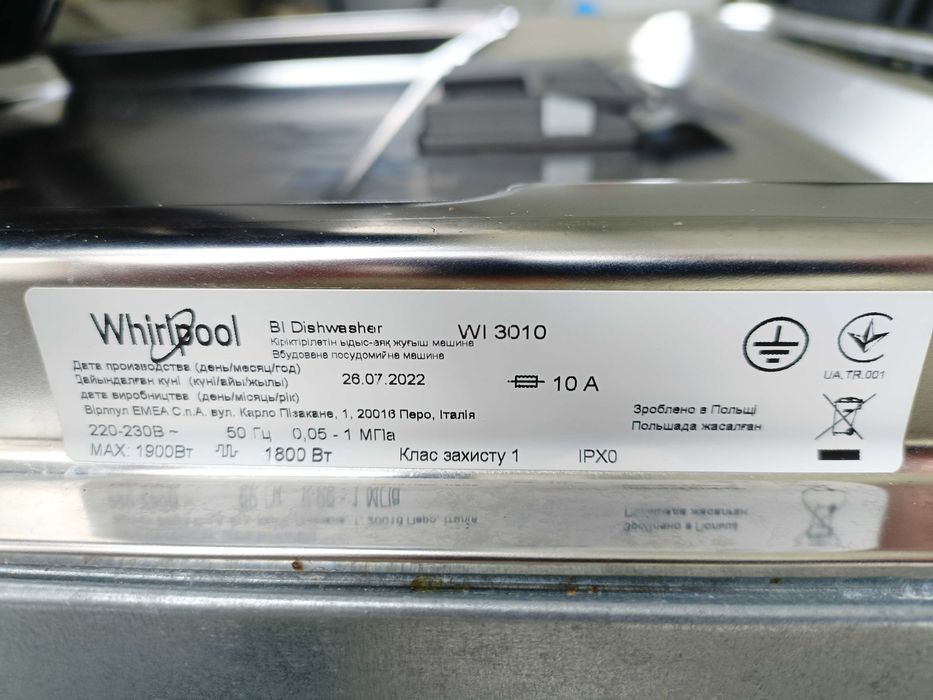 Whirlpool
BI Dishwasher WI 3010
Кіріктірілетін ыдыс-аяқ жуғыш машина
Вбудована посудомийна машина
Дата производства (день/месяц/год)
Дайындалған күні (күні/айы/жылы) 26.07.2022 10 A
дата виробництва (день/місяць/рік)
Вірлпул EMEA С.п.А. вул. Карло Пізакане, 1, 20016 Перо, Італія
220-230В ~ 50 Гц 0,05 - 1 МПа
MAX: 1900Вт 1800 Вт Клас захисту 1 IPX0
UA.TR.001
Зроблено в Польщі
Польшада жасалған